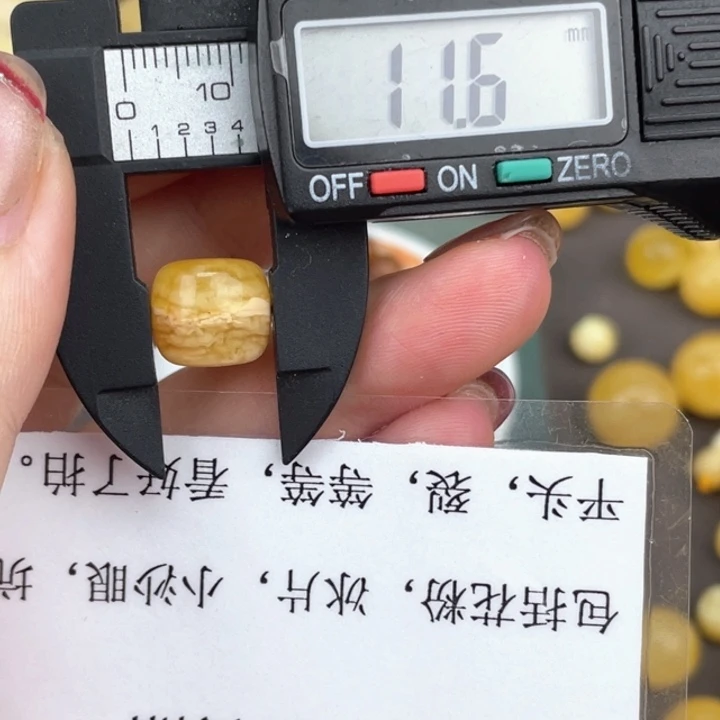 11.6 mm
0 10
1 2 3 4
OFF ON ZERO
包括花粉，冰片，小沙眼，坑
平头，裂，等等，看好了拍。